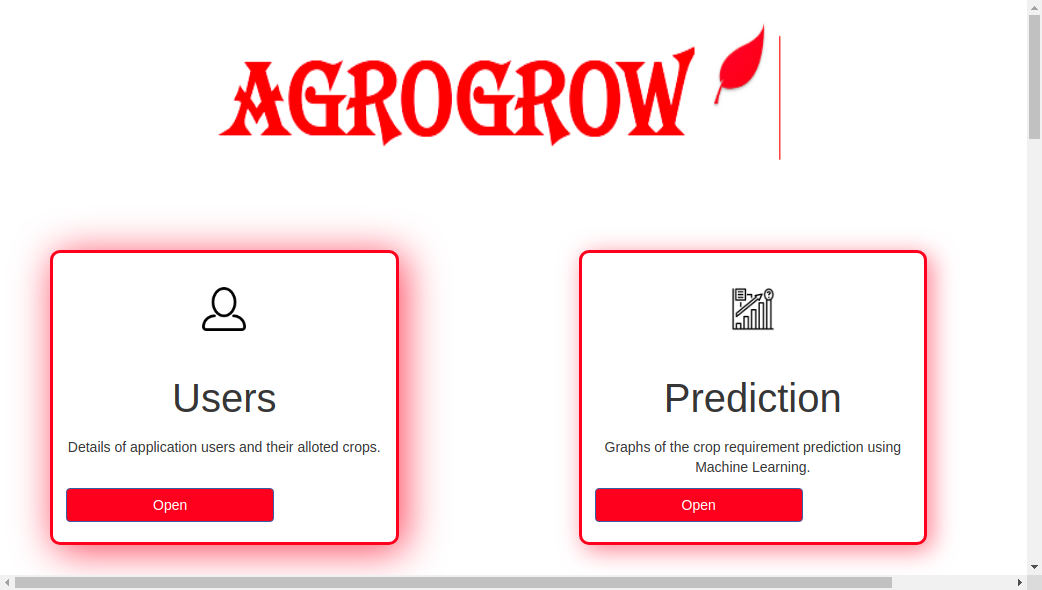 AGROGROW
Users
Details of application users and their alloted crops.
Open
Prediction
Graphs of the crop requirement prediction using
Machine Learning.
Open